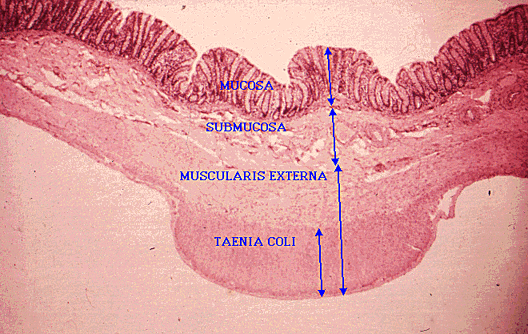 MUCOSA
SUBMUCOSA
MUSCULARIS EXTERNA
TAENIA COLI